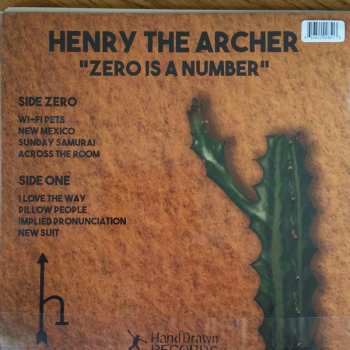 HENRY THE ARCHER
"ZERO IS A NUMBER"
SIDE ZERO
WI-FI PETS
NEW MEXICO
SUNDAY SAMURAI
ACROSS THE ROOM
SIDE ONE
I LOVE THE WAY
PILLOW PEOPLE
IMPLIED PRONUNCIATION
NEW SUIT
h
Hand Drawn
RECORDS